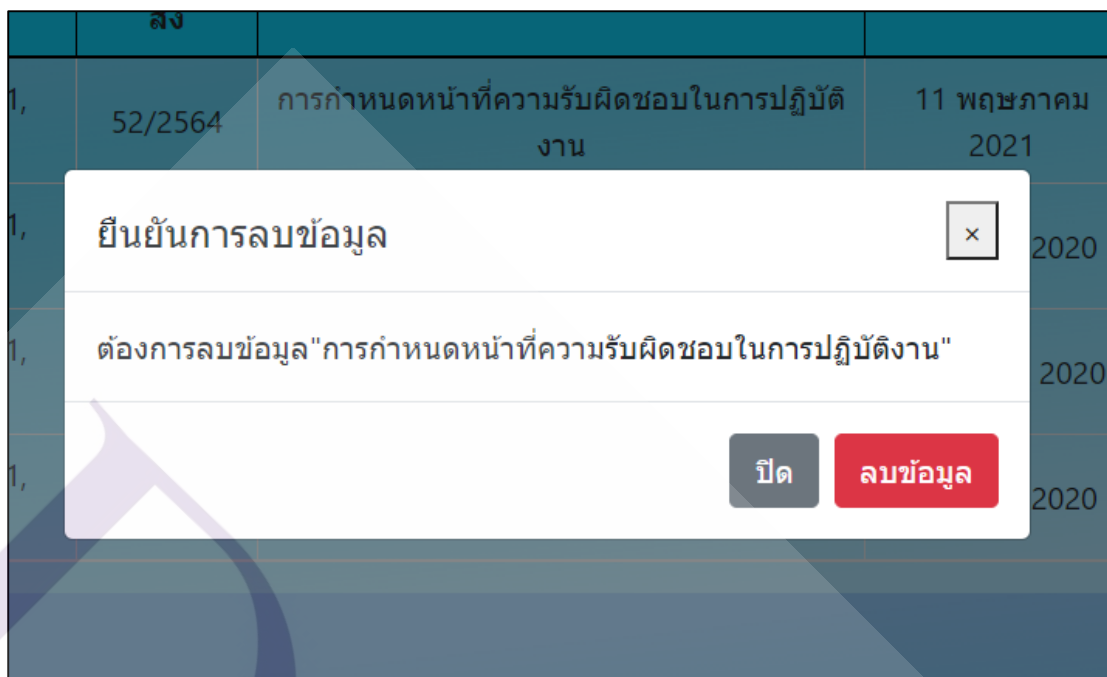 สั่ง
1,
52/2564
การกำหนดหน้าที่ความรับผิดชอบในการปฏิบัติ
งาน
11 พฤษภาคม
2021
ยืนยันการลบข้อมูล
×
1,
2020
ต้องการลบข้อมูล"การกำหนดหน้าที่ความรับผิดชอบในการปฏิบัติงาน"
1,
2020
ปิด
ลบข้อมูล
1,
2020